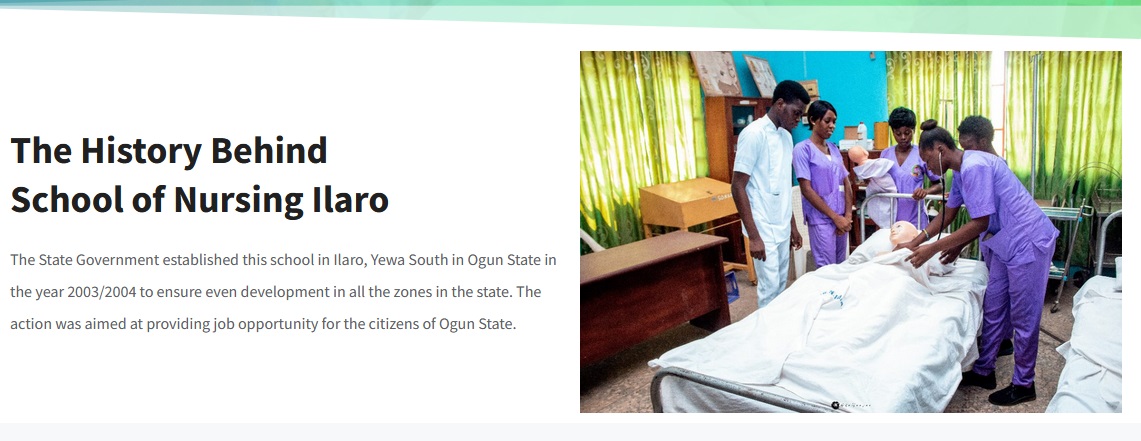 The History Behind
School of Nursing Ilaro
The State Government established this school in Ilaro, Yewa South in Ogun State in
the year 2003/2004 to ensure even development in all the zones in the state. The
action was aimed at providing job opportunity for the citizens of Ogun State.